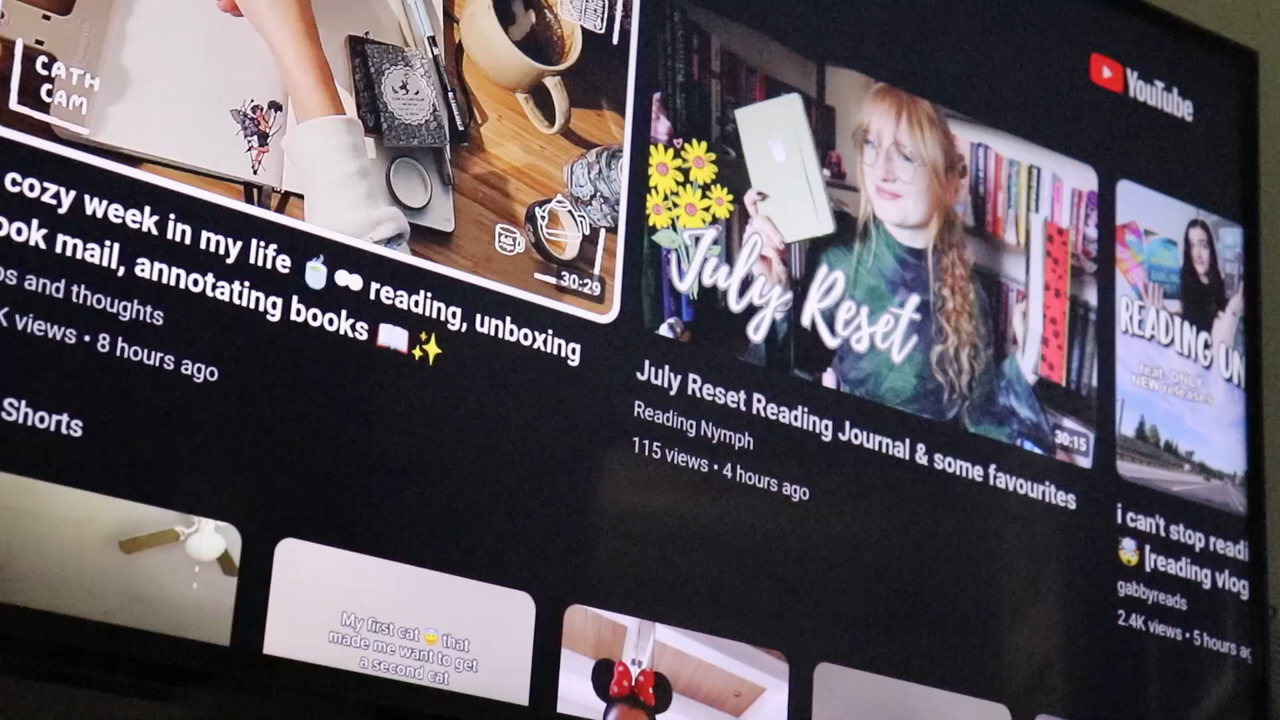 YouTube
CATH
CAM
30:29
cozy week in my life 🍵 reading, unboxing
ook mail, annotating books 📖✨
s and thoughts
K views • 8 hours ago
July Reset
30:15
July Reset Reading Journal & some favourites
Reading Nymph
115 views • 4 hours ago
READING UN
feat. ONLY
NEW releases
i can't stop readi
🤯 [reading vlog
gabbyreads
2.4K views • 5 hours ag
Shorts
My first cat 😇 that
made me want to get
a second cat